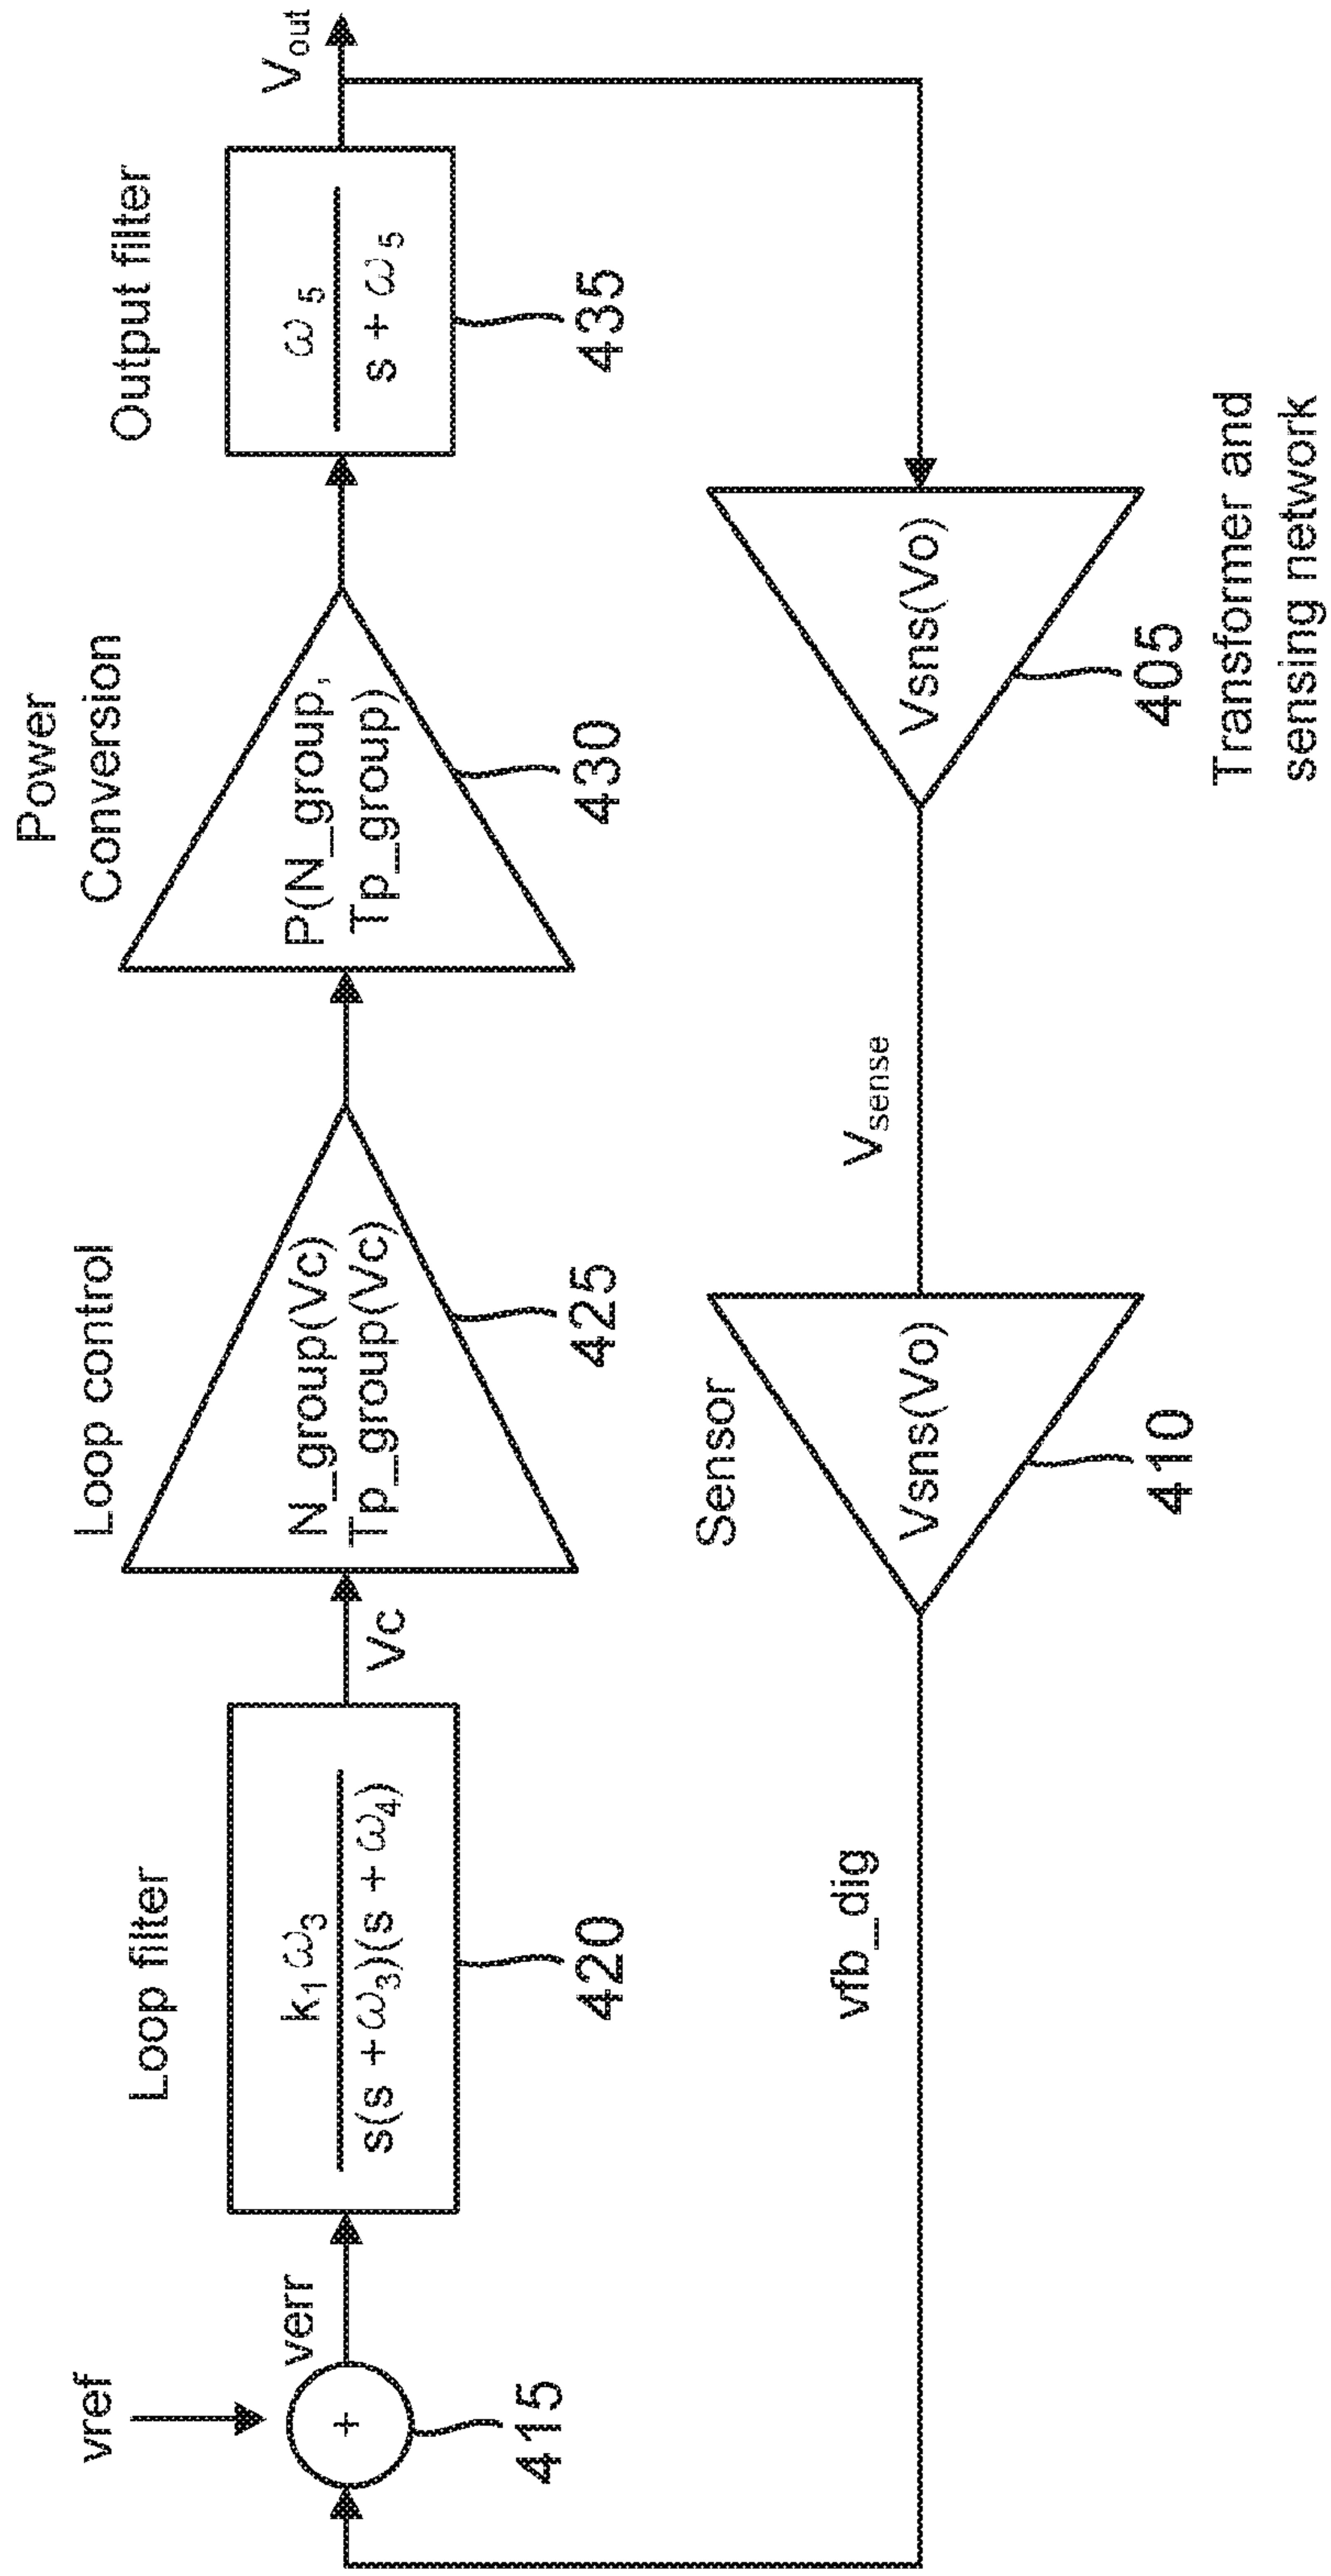 vref
verr
+
415
Loop filter
k₁ω₃
s(s + ω₃)(s + ω₄)
420
Vc
Loop control
N_group(Vc)
Tp_group(Vc)
425
Power
Conversion
P(N_group,
Tp_group)
430
Output filter
ω₅
s + ω₅
435
Vout
vfb_dig
Sensor
Vsns(Vo)
410
Vsense
Vsns(Vo)
405
Transformer and
sensing network